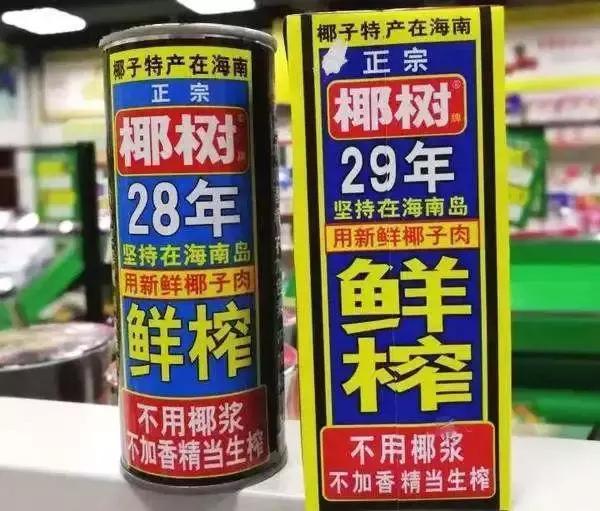 椰子特产在海南
正宗
椰树
牌
28年
坚持在海南岛
用新鲜椰子肉
鲜榨
不用椰浆
不加香精当生榨
椰子特产在海南
正宗
椰树®
牌
29年
坚持在海南岛
用新鲜椰子肉
鲜
榨
不用椰浆
不加香精当生榨